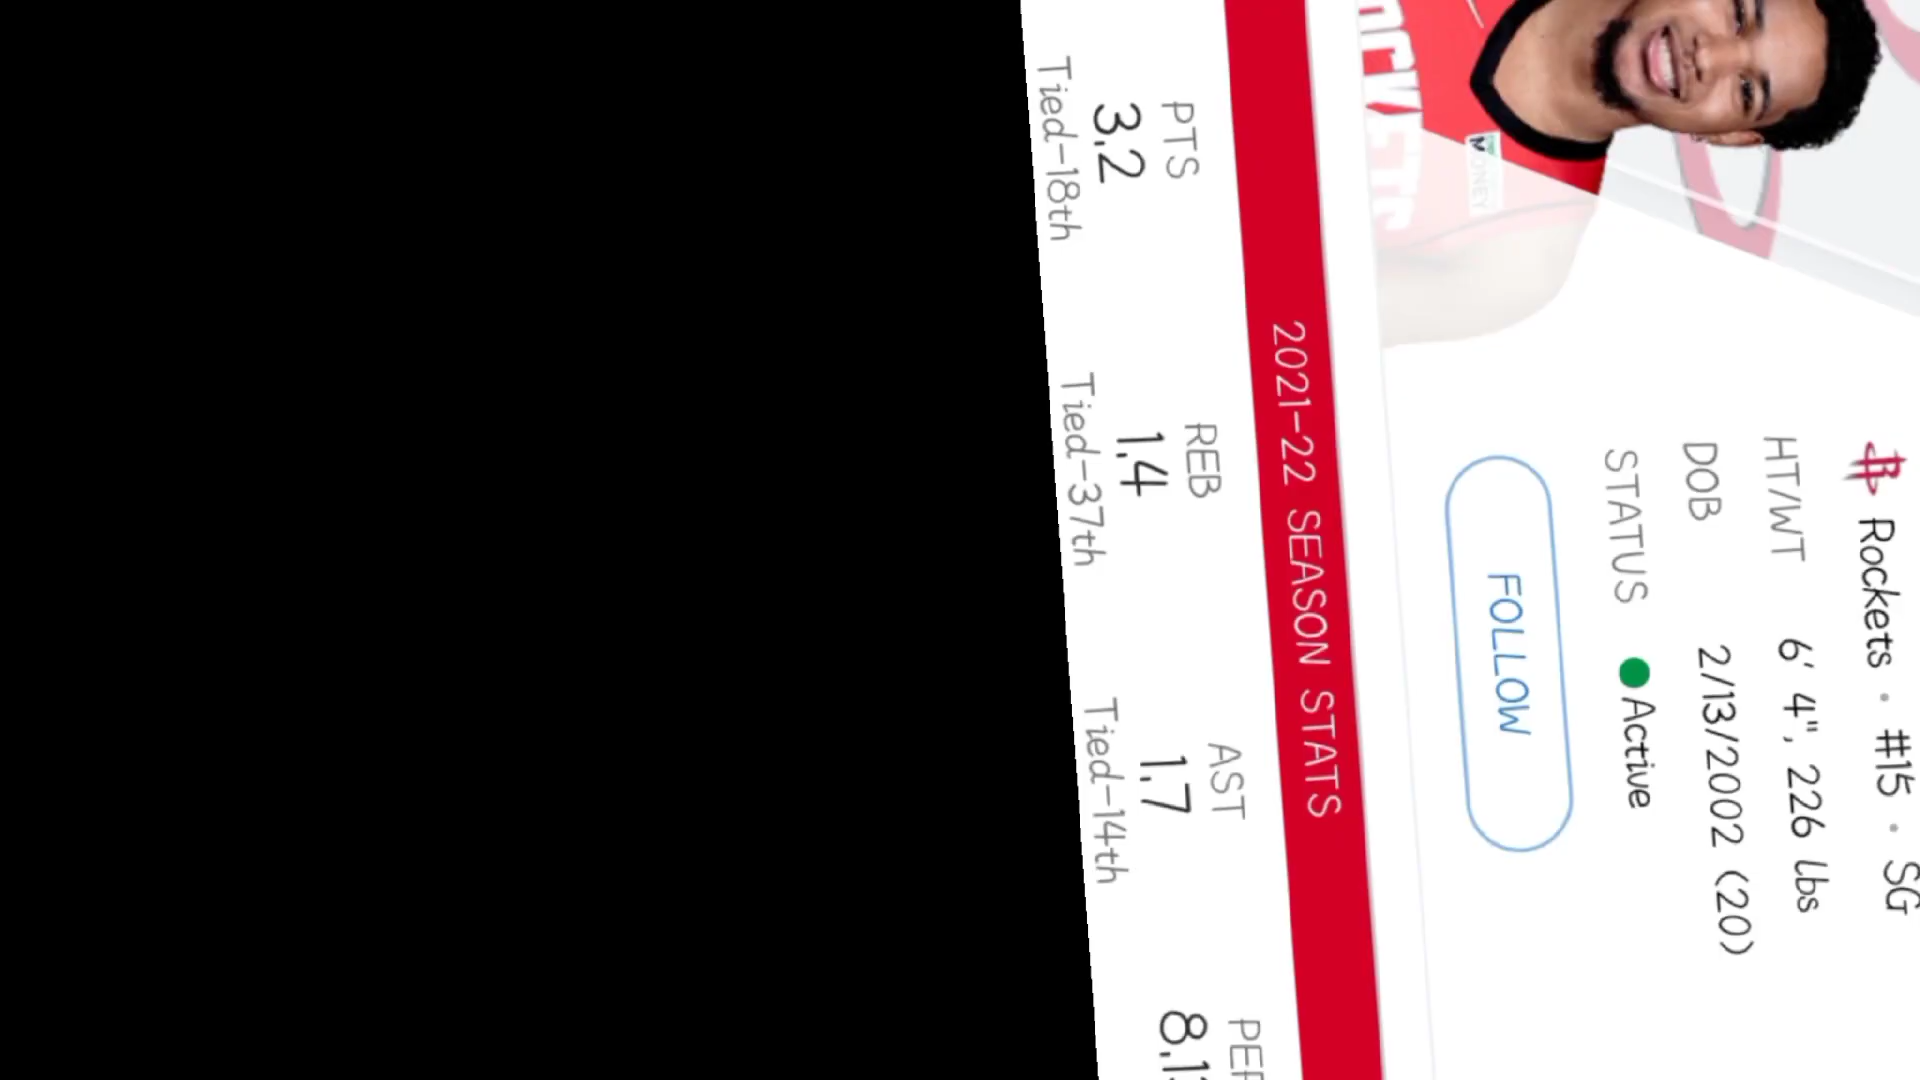 Rockets • #15 • SG
HT/WT 6' 4", 226 lbs
DOB 2/13/2002 (20)
STATUS Active
FOLLOW
MONEY
2021-22 SEASON STATS
PTS REB AST
3.2 1.4 1.7
Tied-18th Tied-37th Tied-14th